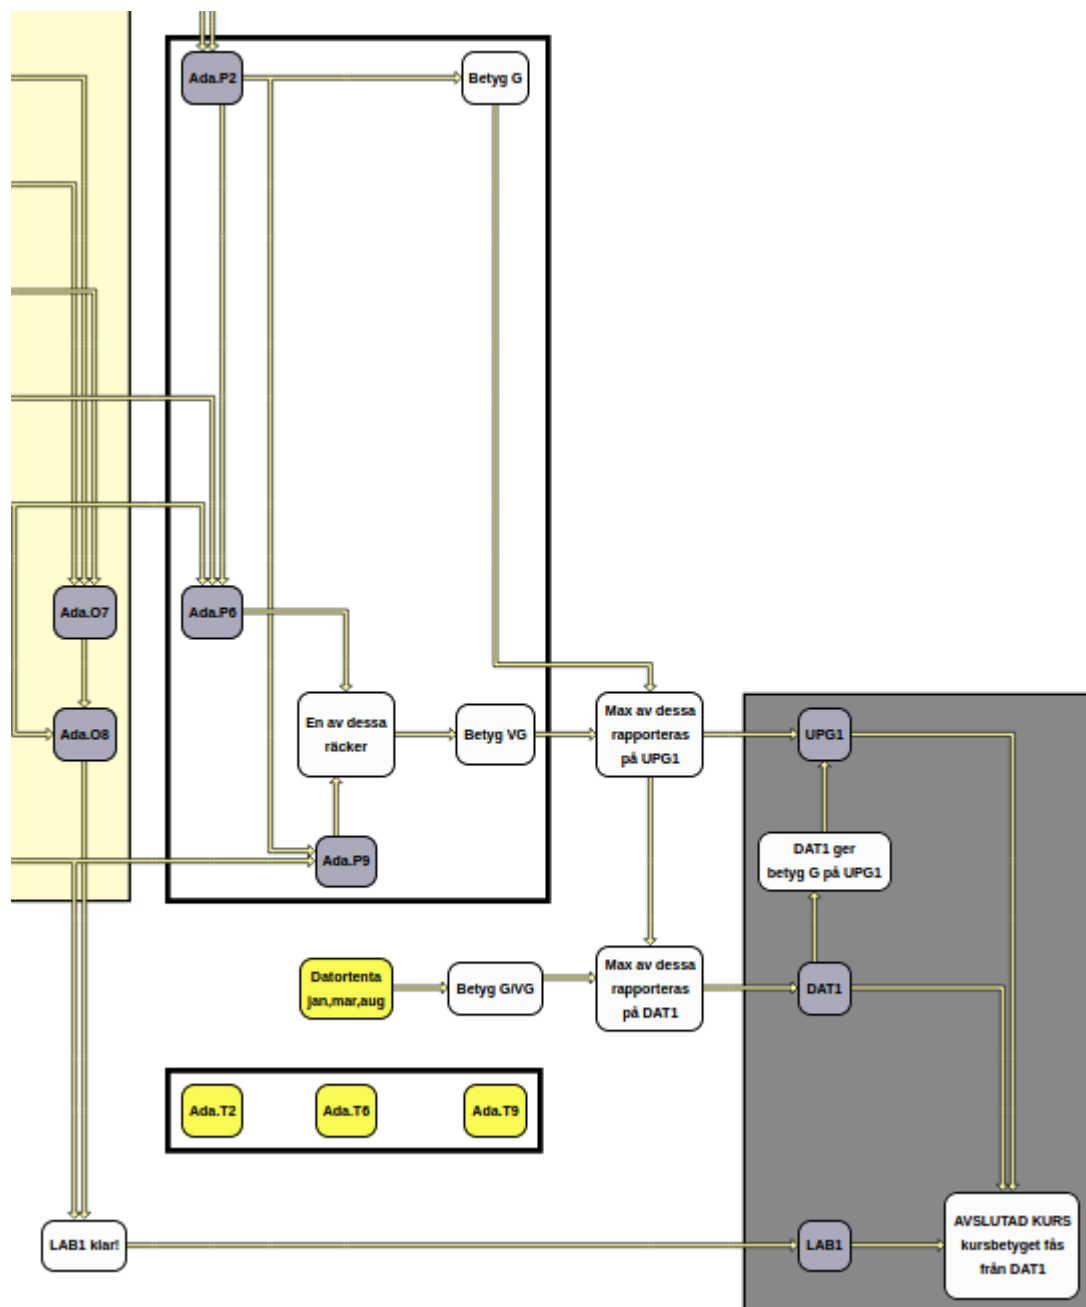 Ada.P2
Betyg G
Ada.O7
Ada.P6
Ada.O8
En av dessa
räcker
Betyg VG
Max av dessa
rapporteras
på UPG1
UPG1
Ada.P9
DAT1 ger
betyg G på UPG1
Datortenta
jan,mar,aug
Betyg G/VG
Max av dessa
rapporteras
på DAT1
DAT1
Ada.T2
Ada.T6
Ada.T9
LAB1 klar!
LAB1
AVSLUTAD KURS
kursbetyget fås
från DAT1